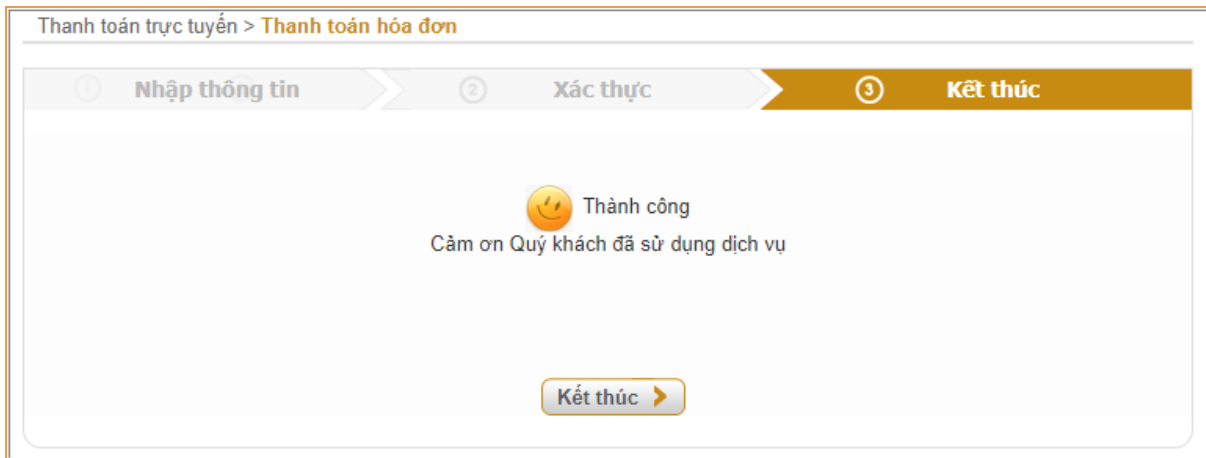 Thanh toán trực tuyến > Thanh toán hóa đơn
1 Nhập thông tin 2 Xác thực 3 Kết thúc
Thành công
Cảm ơn Quý khách đã sử dụng dịch vụ
Kết thúc